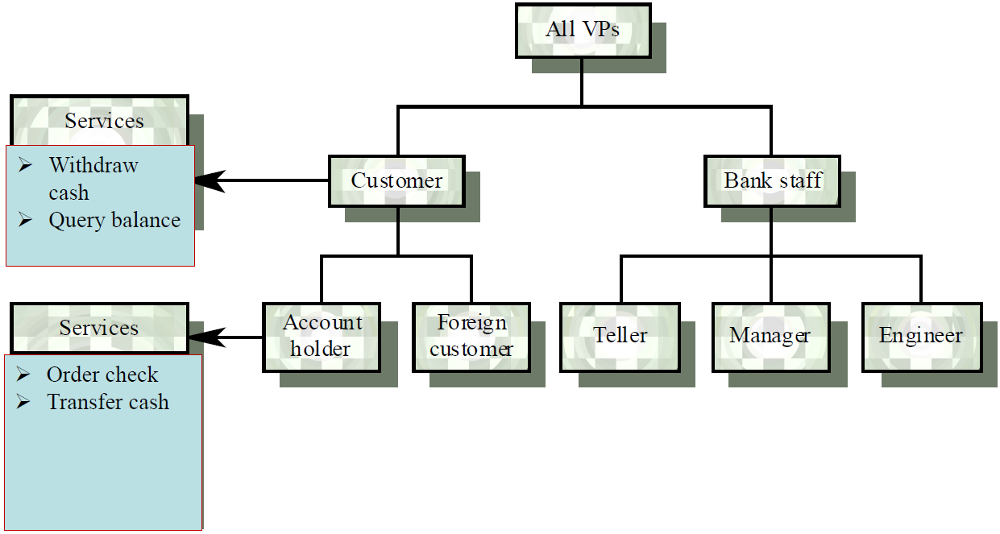 All VPs
Services
➢ Withdraw
cash
➢ Query balance
Customer
Bank staff
Services
➢ Order check
➢ Transfer cash
Account
holder
Foreign
customer
Teller
Manager
Engineer